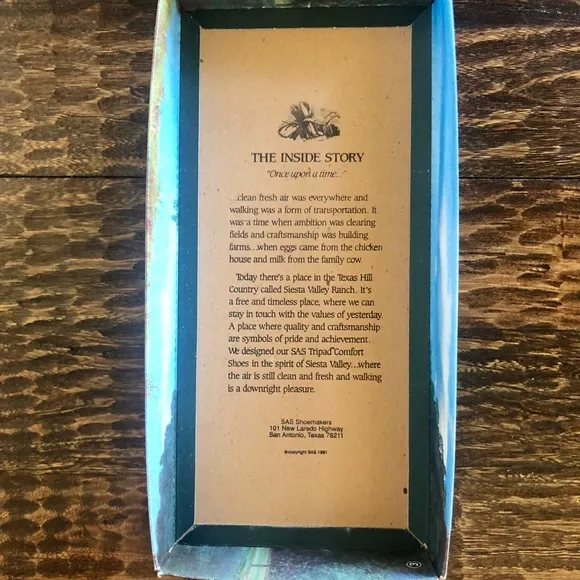 THE INSIDE STORY
"Once upon a time..."
...clean fresh air was everywhere and
walking was a form of transportation. It
was a time when ambition was clearing
fields and craftsmanship was building
farms...when eggs came from the chicken
house and milk from the family cow.
Today there's a place in the Texas Hill
Country called Siesta Valley Ranch. It's
a free and timeless place, where we can
stay in touch with the values of yesterday.
A place where quality and craftsmanship
are symbols of pride and achievement.
We designed our SAS Tripad™ Comfort
Shoes in the spirit of Siesta Valley...where
the air is still clean and fresh and walking
is a downright pleasure.
SAS Shoemakers
101 New Laredo Highway
San Antonio, Texas 78211
©copyright SAS 1991